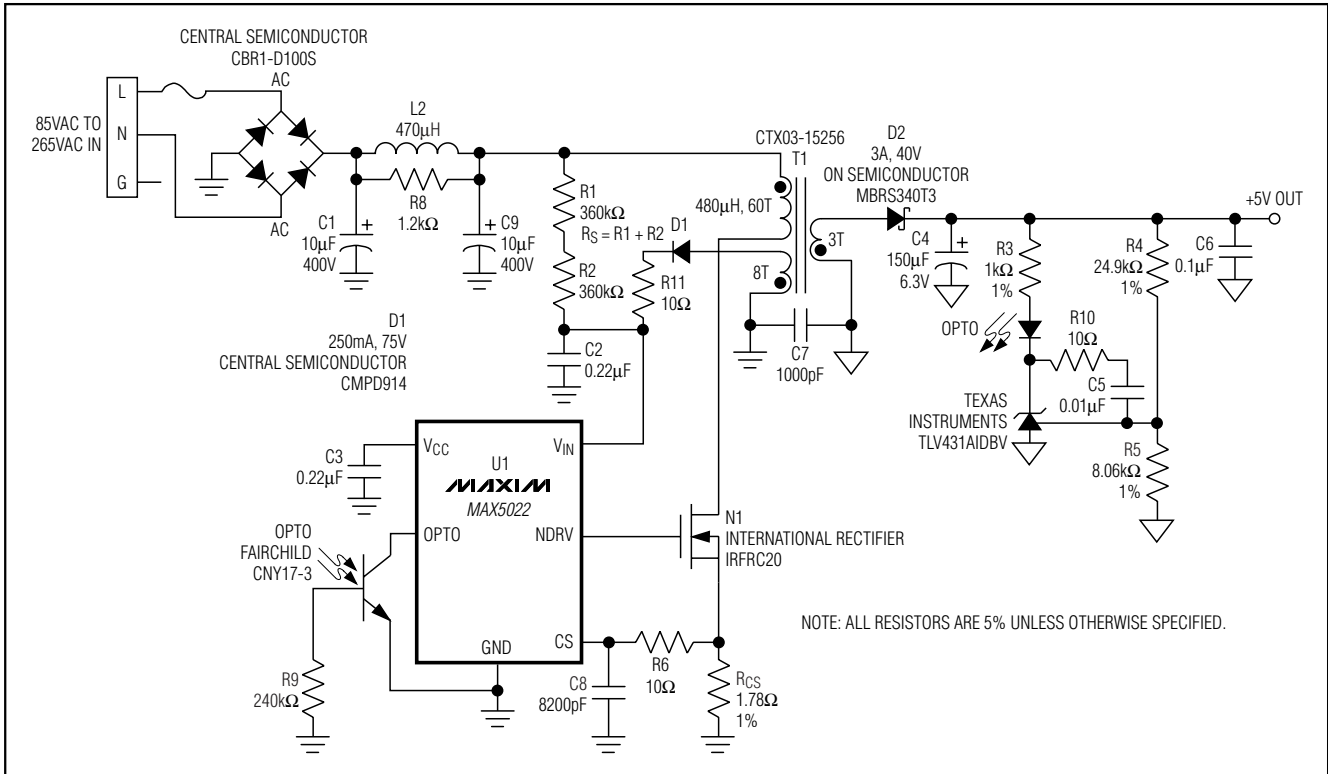 CENTRAL SEMICONDUCTOR
CBR1-D100S
AC
L
N
G
85VAC TO
265VAC IN
AC
L2
470μH
R8
1.2kΩ
C1
10μF
400V
+
C9
10μF
400V
+
R1
360kΩ
RS = R1 + R2
R2
360kΩ
D1
R11
10Ω
CTX03-15256
T1
480μH, 60T
8T
3T
D2
3A, 40V
ON SEMICONDUCTOR
MBRS340T3
+5V OUT
C4
150μF
6.3V
+
R3
1kΩ
1%
R4
24.9kΩ
1%
C6
0.1μF
OPTO
R10
10Ω
C5
0.01μF
TEXAS
INSTRUMENTS
TLV431AIDBV
R5
8.06kΩ
1%
C7
1000pF
D1
250mA, 75V
CENTRAL SEMICONDUCTOR
CMPD914
C2
0.22μF
C3
0.22μF
VCC
VIN
U1
MAXIM
MAX5022
OPTO
NDRV
CS
GND
OPTO
FAIRCHILD
CNY17-3
R9
240kΩ
N1
INTERNATIONAL RECTIFIER
IRFRC20
C8
8200pF
R6
10Ω
RCS
1.78Ω
1%
NOTE: ALL RESISTORS ARE 5% UNLESS OTHERWISE SPECIFIED.